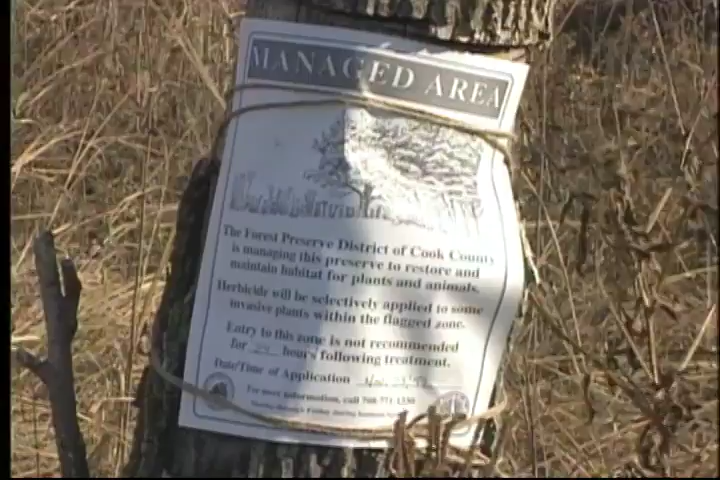 MANAGED AREA
The Forest Preserve District of Cook County
is managing this preserve to restore and
maintain habitat for plants and animals.
Herbicide will be selectively applied to some
invasive plants within the flagged zone.
Entry to this zone is not recommended
for 24 hours following treatment.
Date/Time of Application
For more information, call 708 771 1330